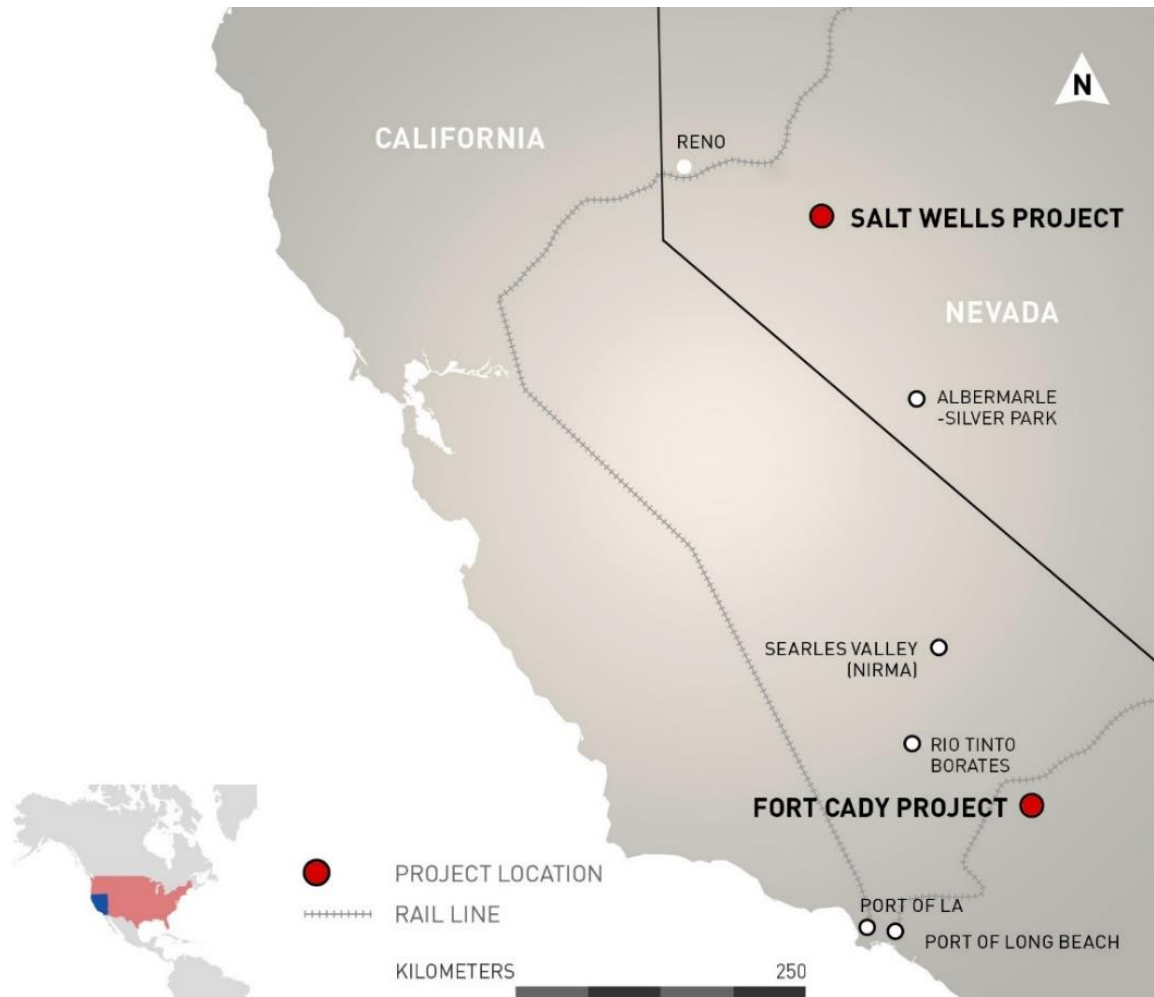 N
CALIFORNIA
RENO
SALT WELLS PROJECT
NEVADA
ALBERMARLE
-SILVER PARK
SEARLES VALLEY
(NIRMA)
RIO TINTO
BORATES
FORT CADY PROJECT
PROJECT LOCATION
RAIL LINE
PORT OF LA
PORT OF LONG BEACH
KILOMETERS
250